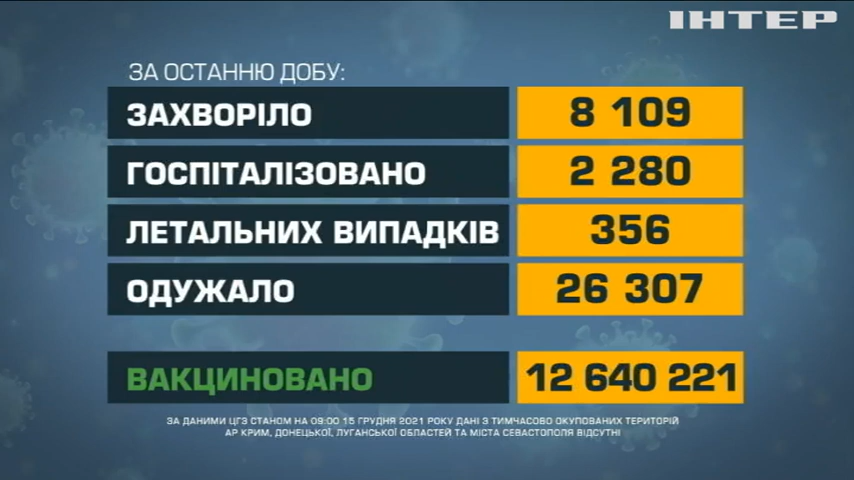 ІНТЕР
ЗА ОСТАННЮ ДОБУ:
ЗАХВОРІЛО 8 109
ГОСПІТАЛІЗОВАНО 2 280
ЛЕТАЛЬНИХ ВИПАДКІВ 356
ОДУЖАЛО 26 307
ВАКЦИНОВАНО 12 640 221
ЗА ДАНИМИ ЦГЗ СТАНОМ НА 09:00 15 ГРУДНЯ 2021 РОКУ ДАНІ З ТИМЧАСОВО ОКУПОВАНИХ ТЕРИТОРІЙ
АР КРИМ, ДОНЕЦЬКОЇ, ЛУГАНСЬКОЇ ОБЛАСТЕЙ ТА МІСТА СЕВАСТОПОЛЯ ВІДСУТНІ